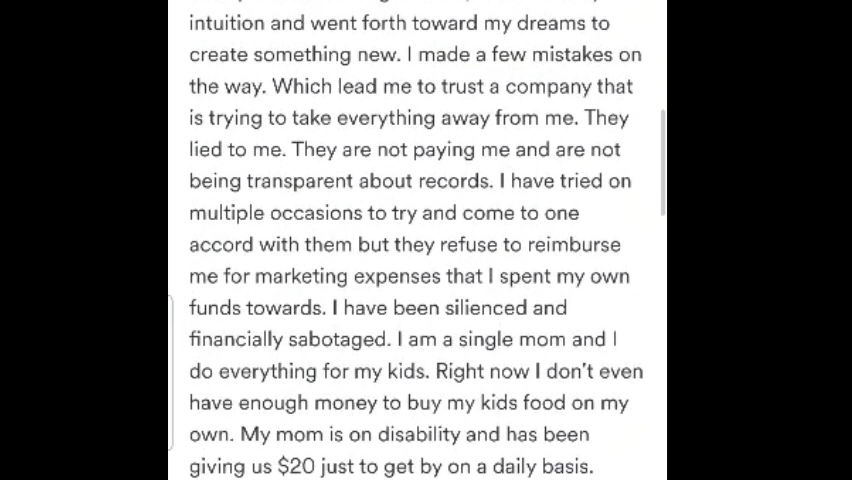 intuition and went forth toward my dreams to
create something new. I made a few mistakes on
the way. Which lead me to trust a company that
is trying to take everything away from me. They
lied to me. They are not paying me and are not
being transparent about records. I have tried on
multiple occasions to try and come to one
accord with them but they refuse to reimburse
me for marketing expenses that I spent my own
funds towards. I have been silienced and
financially sabotaged. I am a single mom and I
do everything for my kids. Right now I don't even
have enough money to buy my kids food on my
own. My mom is on disability and has been
giving us $20 just to get by on a daily basis.